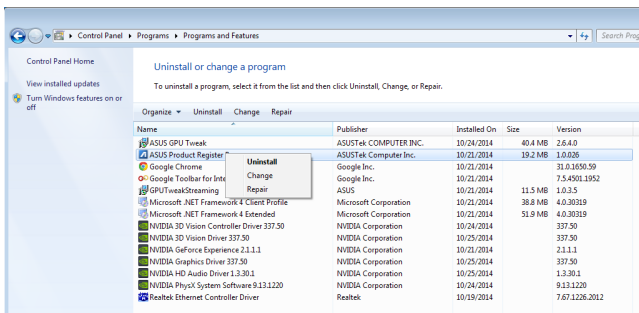 Control Panel Programs Programs and Features Search Prog
Control Panel Home
View installed updates
Turn Windows features on or
off
Uninstall or change a program
To uninstall a program, select it from the list and then click Uninstall, Change, or Repair.
Organize Uninstall Change Repair
Name Publisher Installed On Size Version
ASUS GPU Tweak ASUSTek COMPUTER INC. 10/24/2014 40.4 MB 2.6.4.0
ASUS Product Register ASUSTek Computer Inc. 10/21/2014 19.2 MB 1.0.026
Google Chrome Google Inc. 10/21/2014 31.0.1650.59
Google Toolbar for Inte Google Inc. 10/24/2014 7.5.4501.1952
GPUTweakStreaming ASUS 10/21/2014 11.5 MB 1.0.3.5
Uninstall
Change
Repair
Microsoft .NET Framework 4 Client Profile Microsoft Corporation 10/21/2014 38.8 MB 4.0.30319
Microsoft .NET Framework 4 Extended Microsoft Corporation 10/21/2014 51.9 MB 4.0.30319
NVIDIA 3D Vision Controller Driver 337.50 NVIDIA Corporation 10/24/2014 337.50
NVIDIA 3D Vision Driver 337.50 NVIDIA Corporation 10/25/2014 337.50
NVIDIA GeForce Experience 2.1.1.1 NVIDIA Corporation 10/21/2014 2.1.1.1
NVIDIA Graphics Driver 337.50 NVIDIA Corporation 10/25/2014 337.50
NVIDIA HD Audio Driver 1.3.30.1 NVIDIA Corporation 10/25/2014 1.3.30.1
NVIDIA PhysX System Software 9.13.1220 NVIDIA Corporation 10/24/2014 9.13.1220
Realtek Ethernet Controller Driver Realtek 10/19/2014 7.67.1226.2012